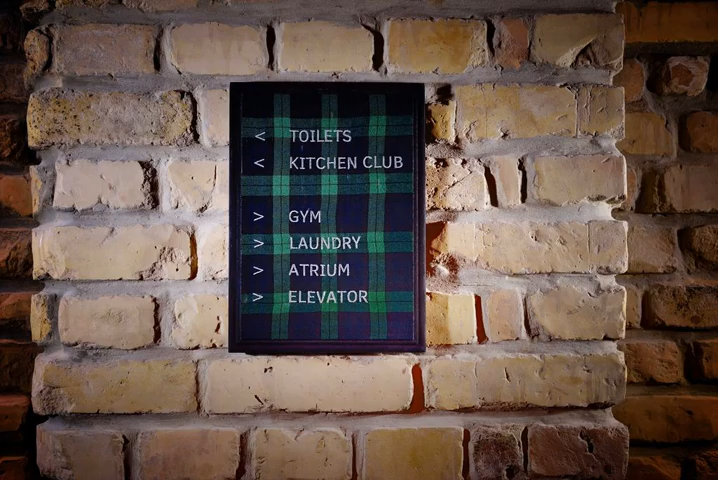 < TOILETS
< KITCHEN CLUB
> GYM
> LAUNDRY
> ATRIUM
> ELEVATOR